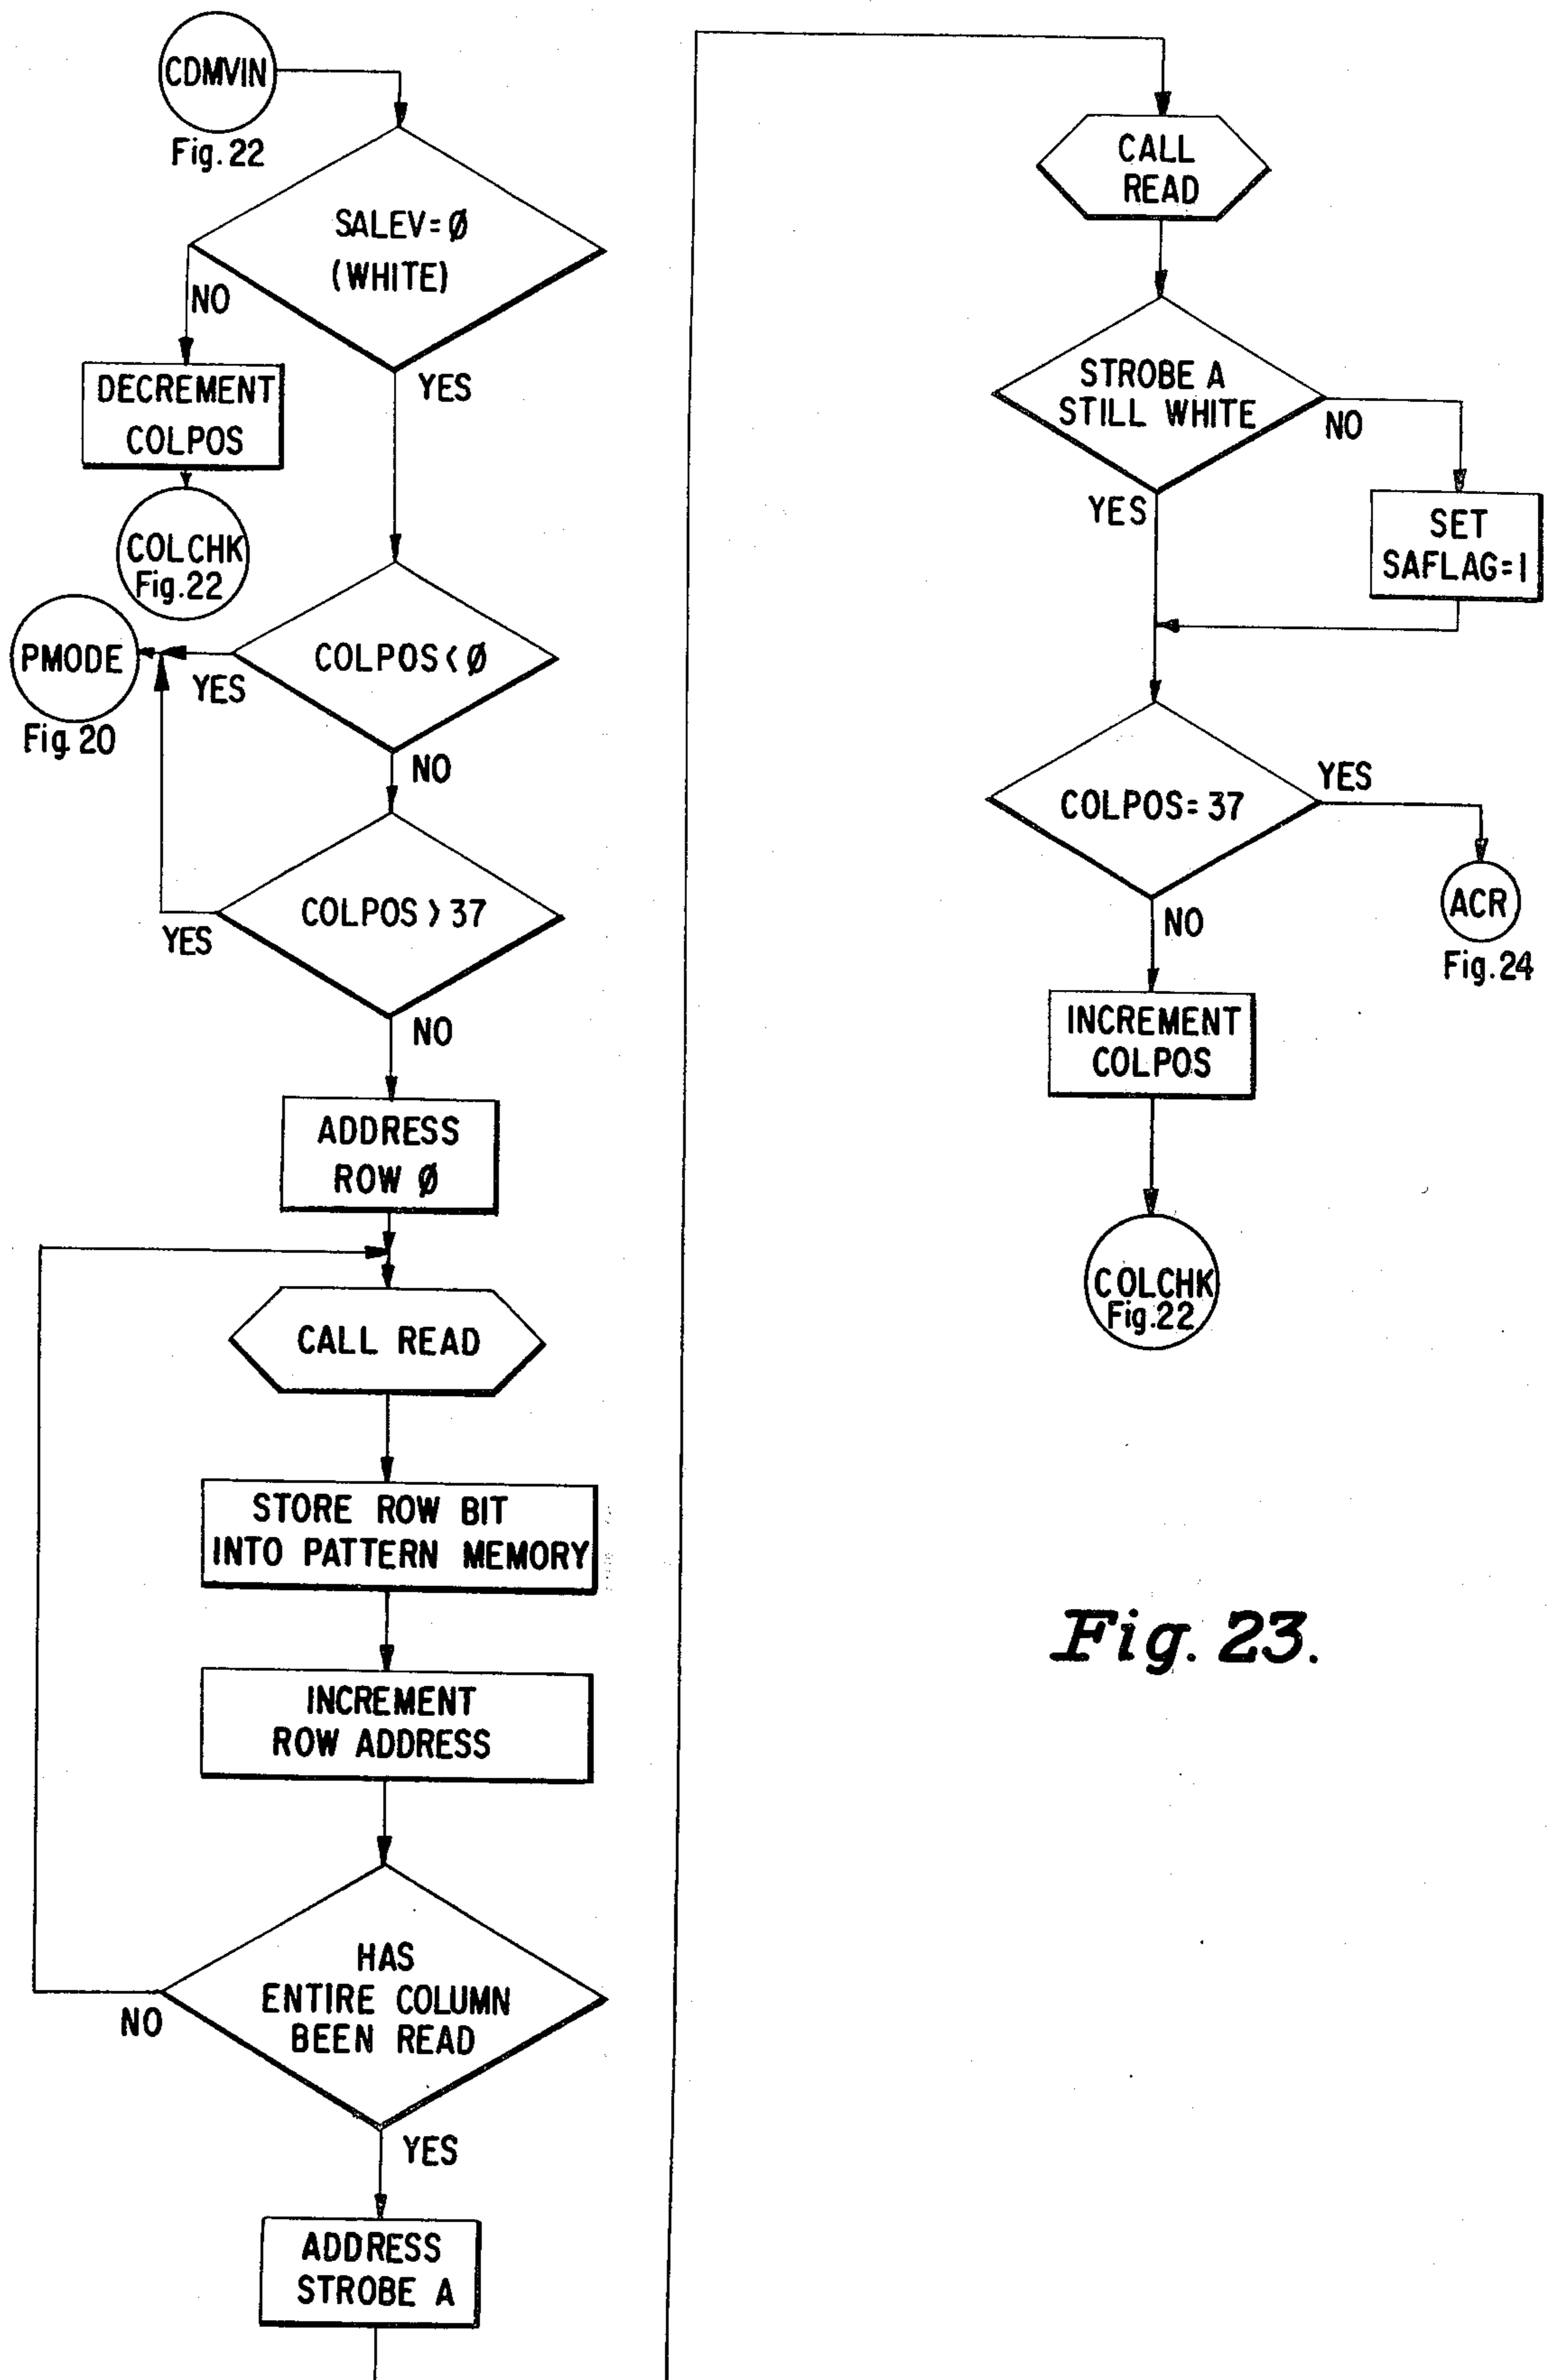 CDMVIN
Fig. 22
SALEV=Ø
(WHITE)
NO
YES
DECREMENT
COLPOS
COLCHK
Fig. 22
PMODE
Fig. 20
COLPOS < Ø
YES
NO
COLPOS > 37
YES
NO
ADDRESS
ROW Ø
CALL READ
STORE ROW BIT
INTO PATTERN MEMORY
INCREMENT
ROW ADDRESS
HAS
ENTIRE COLUMN
BEEN READ
NO
YES
ADDRESS
STROBE A
CALL
READ
STROBE A
STILL WHITE
NO
YES
SET
SAFLAG=1
COLPOS=37
YES
ACR
Fig. 24
NO
INCREMENT
COLPOS
COLCHK
Fig. 22
Fig. 23.